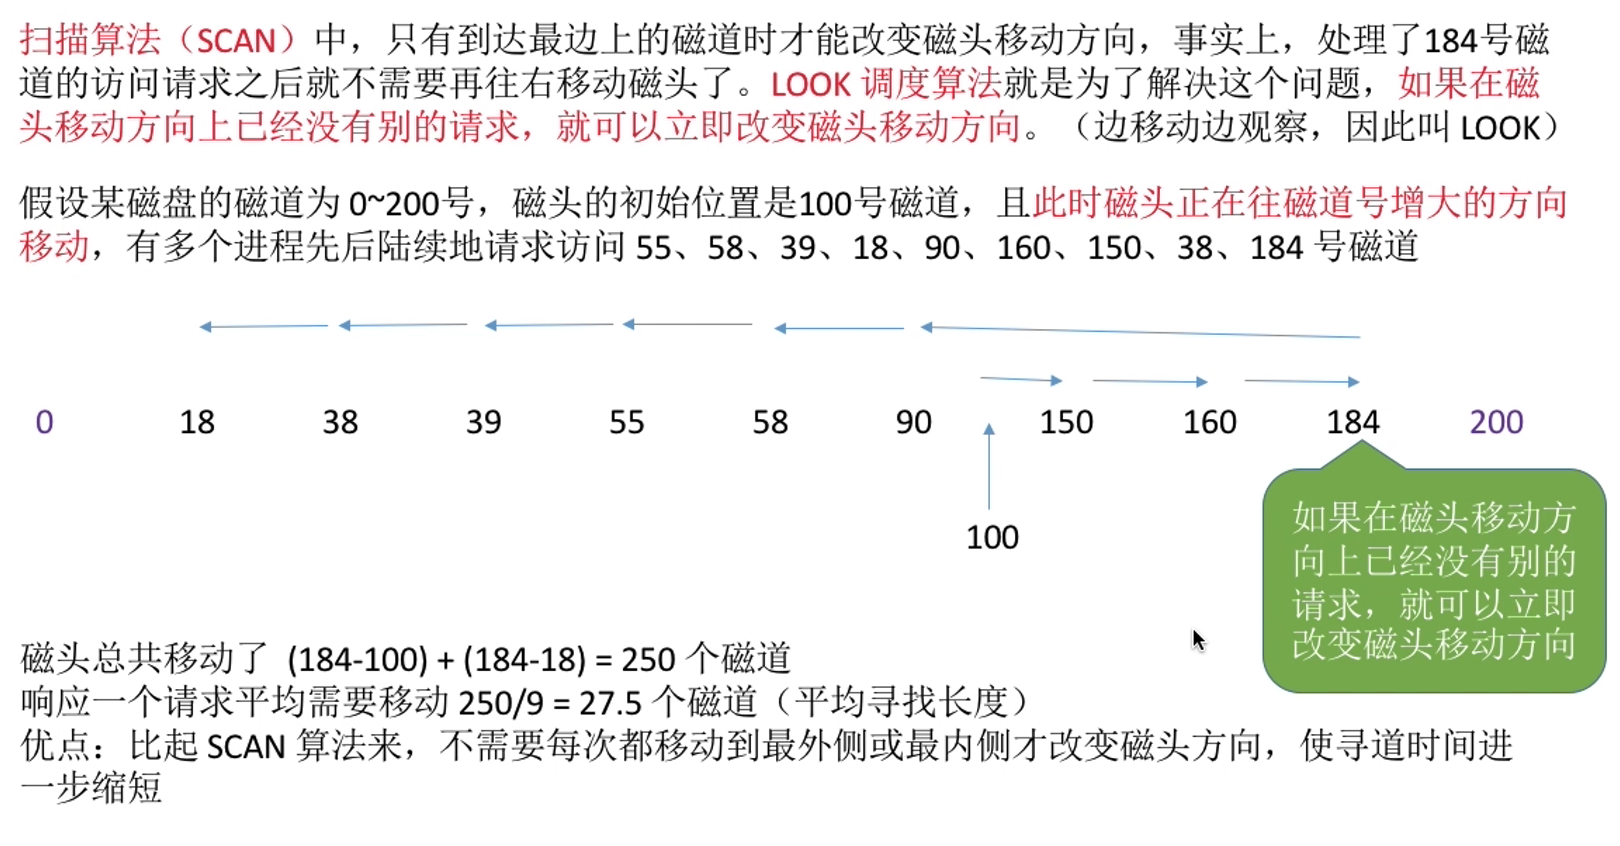 扫描算法（SCAN）中，只有到达最边上的磁道时才能改变磁头移动方向，事实上，处理了184号磁
道的访问请求之后就不需要再往右移动磁头了。LOOK 调度算法就是为了解决这个问题，如果在磁
头移动方向上已经没有别的请求，就可以立即改变磁头移动方向。（边移动边观察，因此叫 LOOK）
假设某磁盘的磁道为 0~200号，磁头的初始位置是100号磁道，且此时磁头正在往磁道号增大的方向
移动，有多个进程先后陆续地请求访问 55、58、39、18、90、160、150、38、184 号磁道
0 18 38 39 55 58 90 150 160 184 200
100
如果在磁头移动方
向上已经没有别的
请求，就可以立即
改变磁头移动方向
磁头总共移动了 (184-100) + (184-18) = 250 个磁道
响应一个请求平均需要移动 250/9 = 27.5 个磁道（平均寻找长度）
优点：比起 SCAN 算法来，不需要每次都移动到最外侧或最内侧才改变磁头方向，使寻道时间进
一步缩短